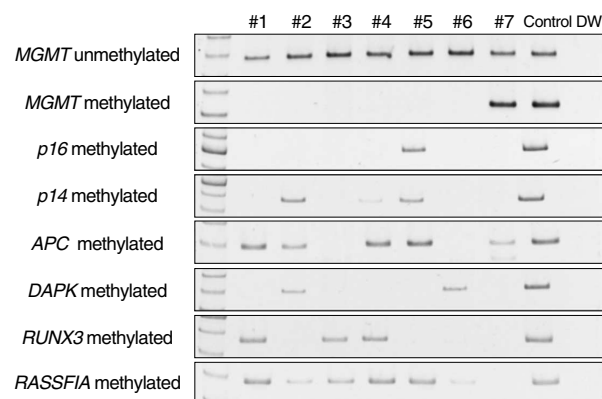 #1 #2 #3 #4 #5 #6 #7 Control DW
MGMT unmethylated
MGMT methylated
p16 methylated
p14 methylated
APC methylated
DAPK methylated
RUNX3 methylated
RASSFIA methylated